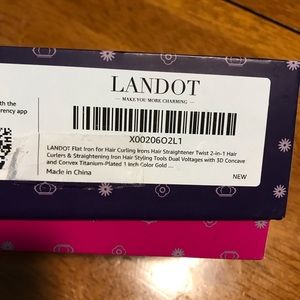 LANDOT
— MAKE YOU MORE CHARMING —
with the
erency app
X00206O2L1
LANDOT Flat Iron for Hair Curling Irons Hair Straightener Twist 2-in-1 Hair
Curlers & Straightening Iron Hair Styling Tools Dual Voltages with 3D Concave
and Convex Titanium-Plated 1 Inch Color Gold ...
Made in China
NEW